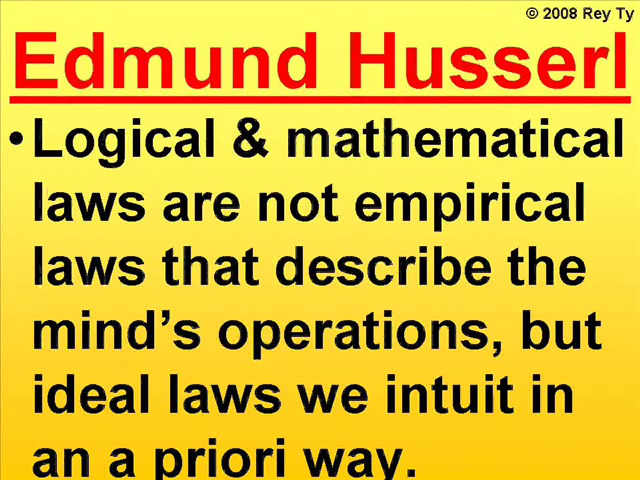 © 2008 Rey Ty
Edmund Husserl
•Logical & mathematical
laws are not empirical
laws that describe the
mind’s operations, but
ideal laws we intuit in
an a priori way.